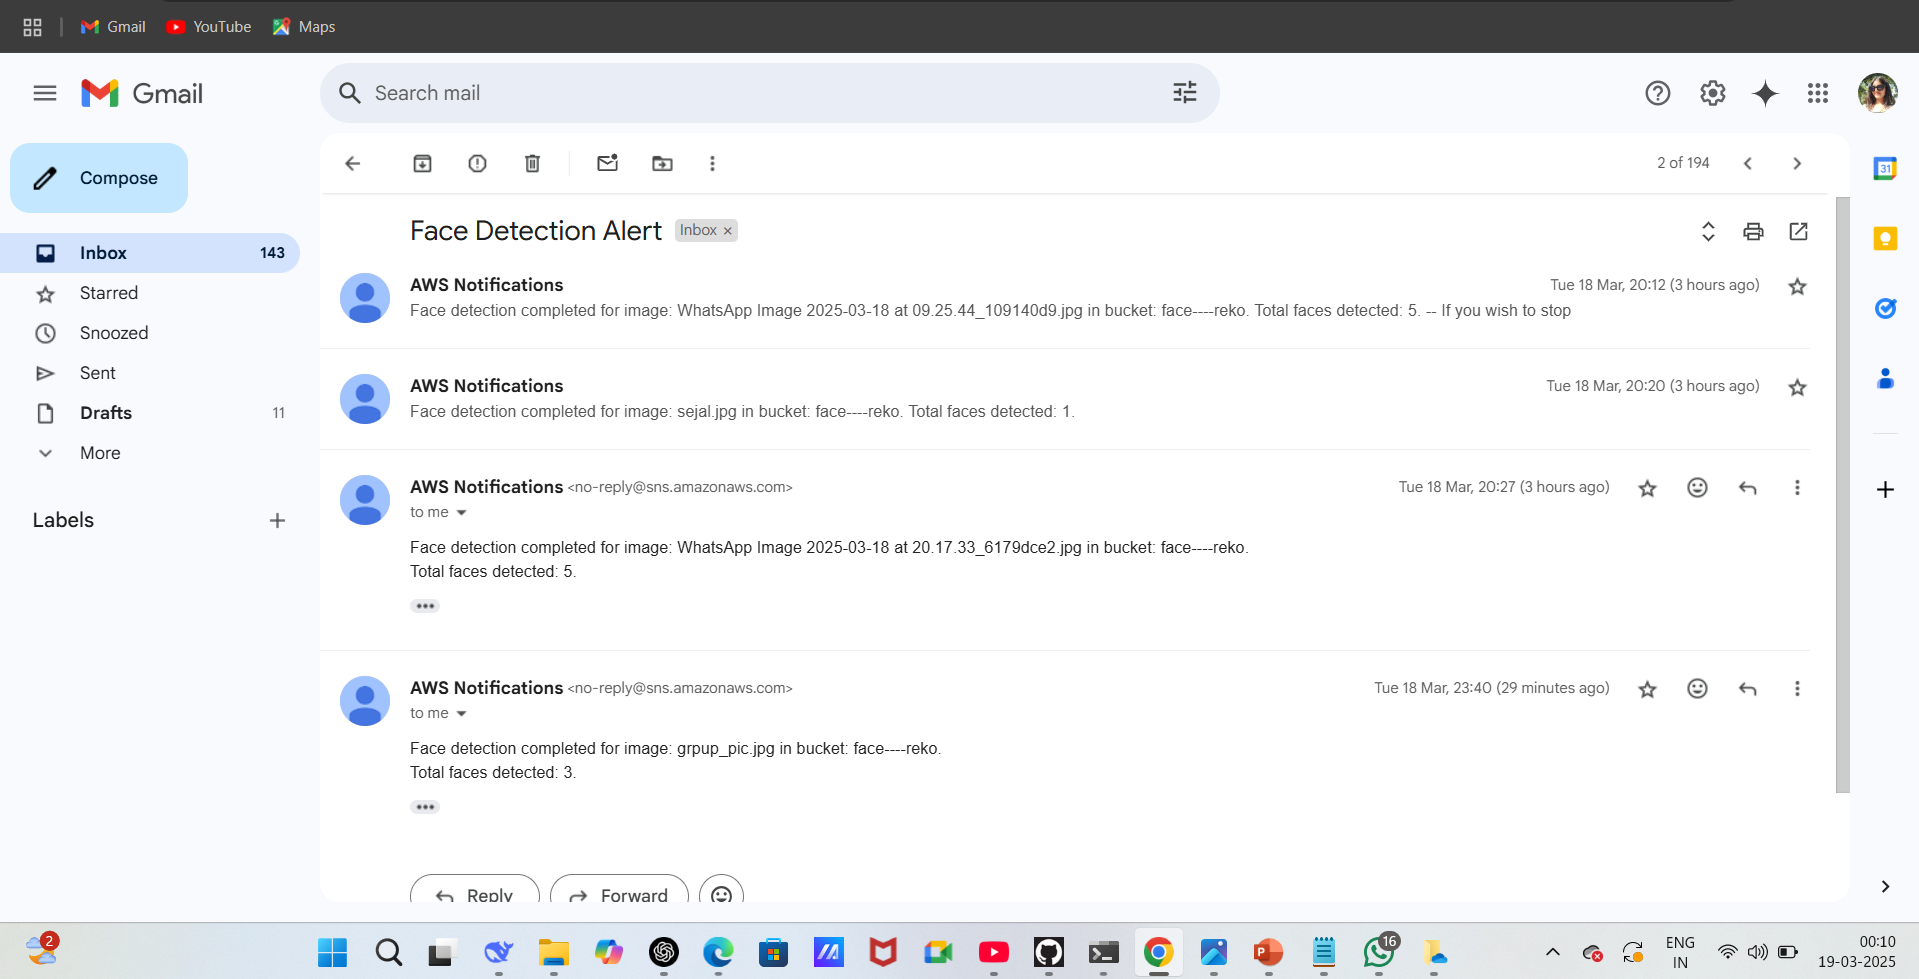 Gmail
YouTube
Maps
Gmail
Search mail
Compose
Inbox 143
Starred
Snoozed
Sent
Drafts 11
More
Labels
2 of 194
Face Detection Alert Inbox ×
AWS Notifications Tue 18 Mar, 20:12 (3 hours ago)
Face detection completed for image: WhatsApp Image 2025-03-18 at 09.25.44_109140d9.jpg in bucket: face----reko. Total faces detected: 5. -- If you wish to stop
AWS Notifications Tue 18 Mar, 20:20 (3 hours ago)
Face detection completed for image: sejal.jpg in bucket: face----reko. Total faces detected: 1.
AWS Notifications <no-reply@sns.amazonaws.com> Tue 18 Mar, 20:27 (3 hours ago)
to me
Face detection completed for image: WhatsApp Image 2025-03-18 at 20.17.33_6179dce2.jpg in bucket: face----reko.
Total faces detected: 5.
AWS Notifications <no-reply@sns.amazonaws.com> Tue 18 Mar, 23:40 (29 minutes ago)
to me
Face detection completed for image: grpup_pic.jpg in bucket: face----reko.
Total faces detected: 3.
Reply
Forward
31
2
16
ENG
IN
00:10
19-03-2025